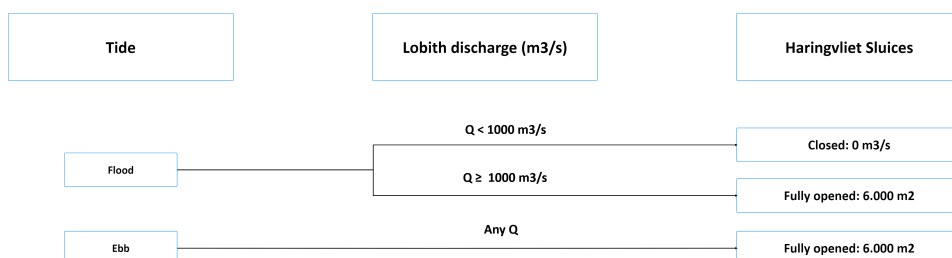 Tide
Lobith discharge (m3/s)
Haringvliet Sluices
Q < 1000 m3/s
Closed: 0 m3/s
Flood
Q ≥ 1000 m3/s
Fully opened: 6.000 m2
Any Q
Ebb
Fully opened: 6.000 m2